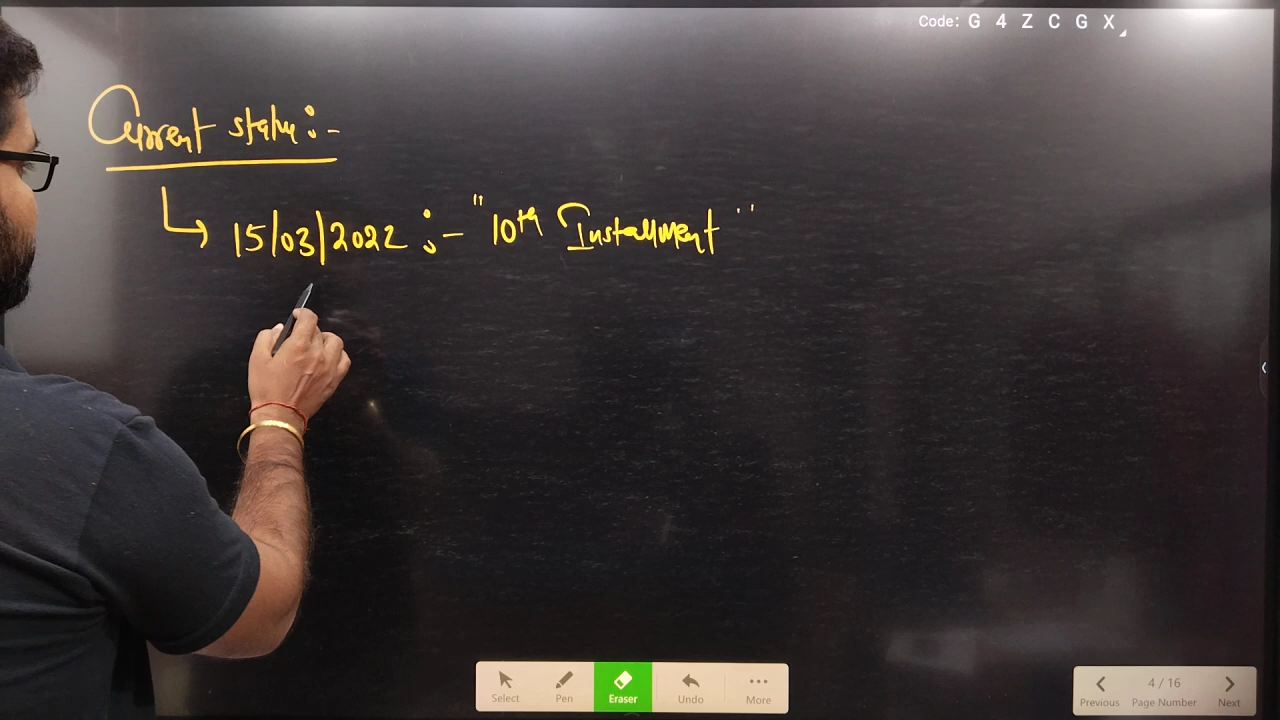 Code: G 4 Z C G X
Current status:-
15/03/2022 :- "10th Installment"
Select Pen Eraser Undo More
Previous 4 / 16 Page Number Next